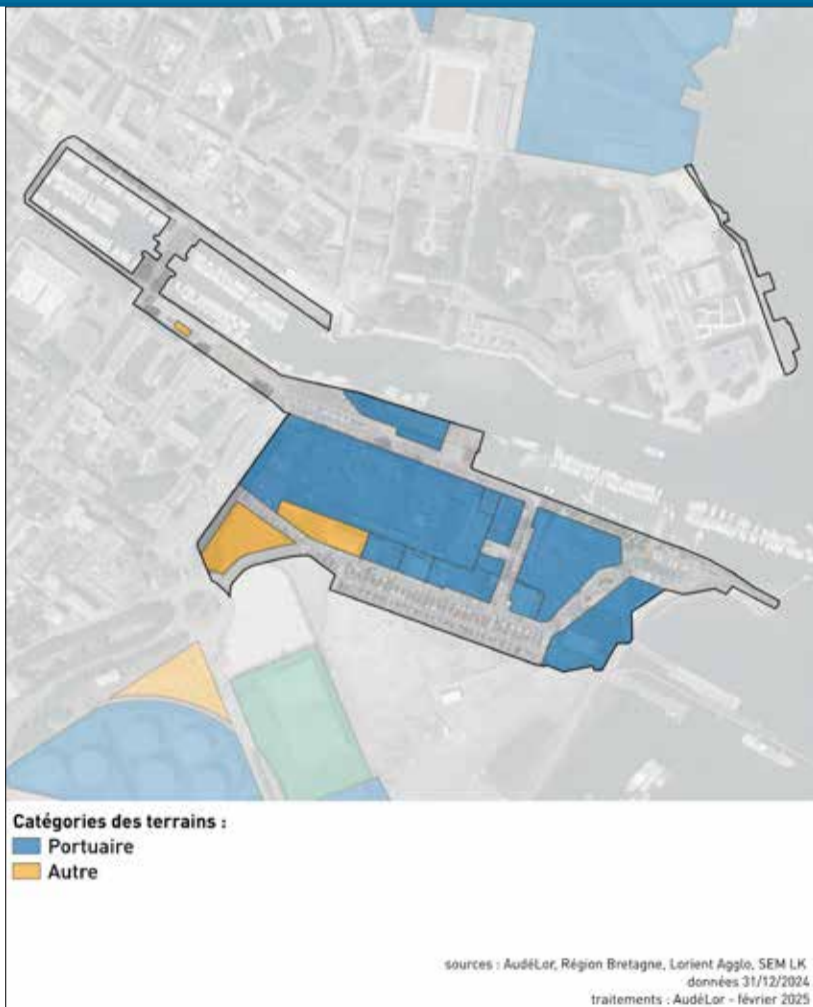 Catégories des terrains :
Portuaire
Autre
sources : AudéLor, Région Bretagne, Lorient Agglo, SEM LK
données 31/12/2024
traitements : AudéLor - février 2025